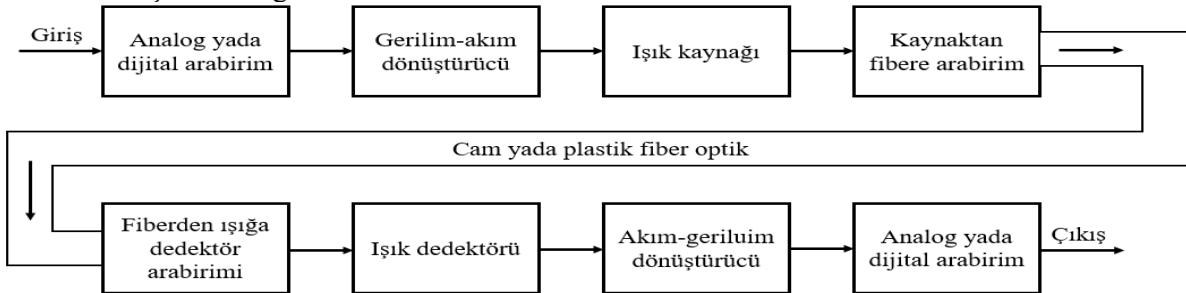 Giriş
Analog yada
dijital arabirim
Gerilim-akım
dönüştürücü
Işık kaynağı
Kaynaktan
fibere arabirim
Cam yada plastik fiber optik
Fiberden ışığa
dedektör
arabirimi
Işık dedektörü
Akım-geriluim
dönüştürücü
Analog yada
dijital arabirim
Çıkış